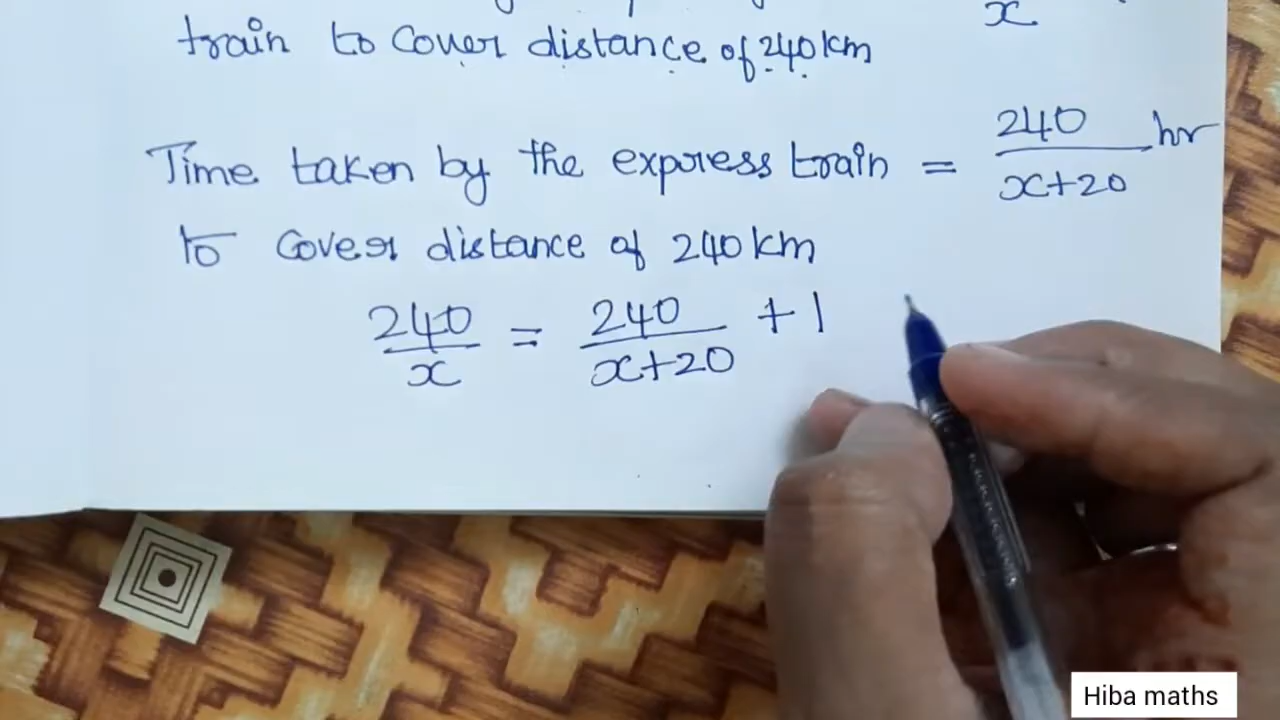 x
train to cover distance of 240 km
Time taken by the express train = 240/x+20 hr
to cover distance of 240 km
240/x = 240/x+20 + 1
Hiba maths